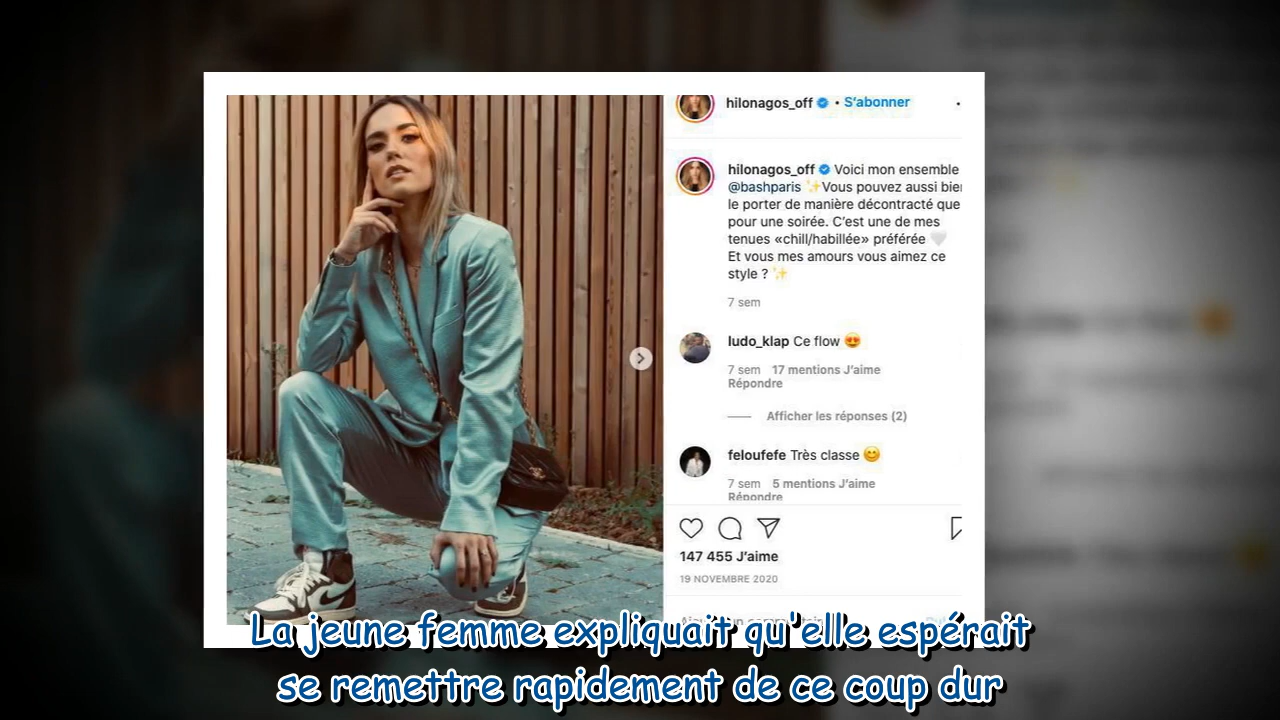 hilonagos_off • S'abonner
hilonagos_off Voici mon ensemble
@bashparis ✨Vous pouvez aussi bien
le porter de manière décontracté que
pour une soirée. C'est une de mes
tenues «chill/habillée» préférée 🤍
Et vous mes amours vous aimez ce
style ? ✨
7 sem
ludo_klap Ce flow 😍
7 sem 17 mentions J'aime
Répondre
Afficher les réponses (2)
feloufefe Très classe 😊
7 sem 5 mentions J'aime
Répondre
147 455 J'aime
19 NOVEMBRE 2020
La jeune femme expliquait qu'elle espérait
se remettre rapidement de ce coup dur